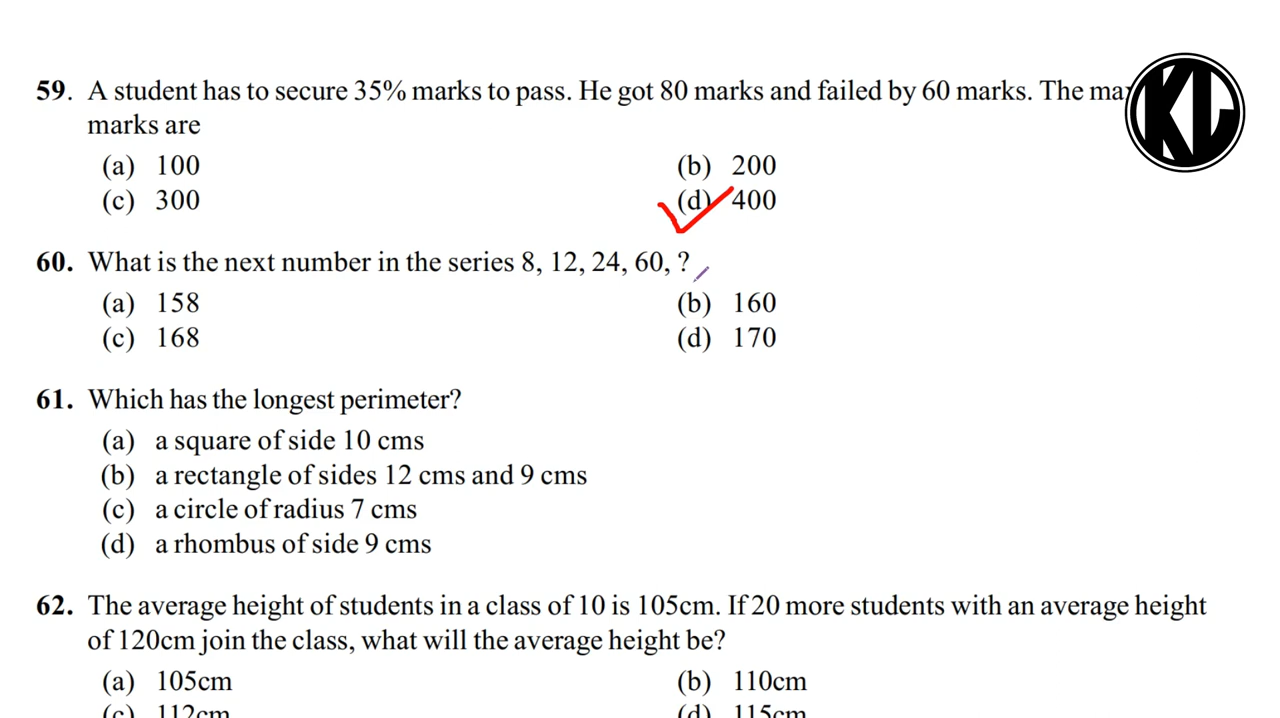 59. A student has to secure 35% marks to pass. He got 80 marks and failed by 60 marks. The
marks are
(a) 100 (b) 200
(c) 300 (d) 400
60. What is the next number in the series 8, 12, 24, 60, ?
(a) 158 (b) 160
(c) 168 (d) 170
61. Which has the longest perimeter?
(a) a square of side 10 cms
(b) a rectangle of sides 12 cms and 9 cms
(c) a circle of radius 7 cms
(d) a rhombus of side 9 cms
62. The average height of students in a class of 10 is 105cm. If 20 more students with an average height
of 120cm join the class, what will the average height be?
(a) 105cm (b) 110cm
(c) 112cm (d) 115cm
KL